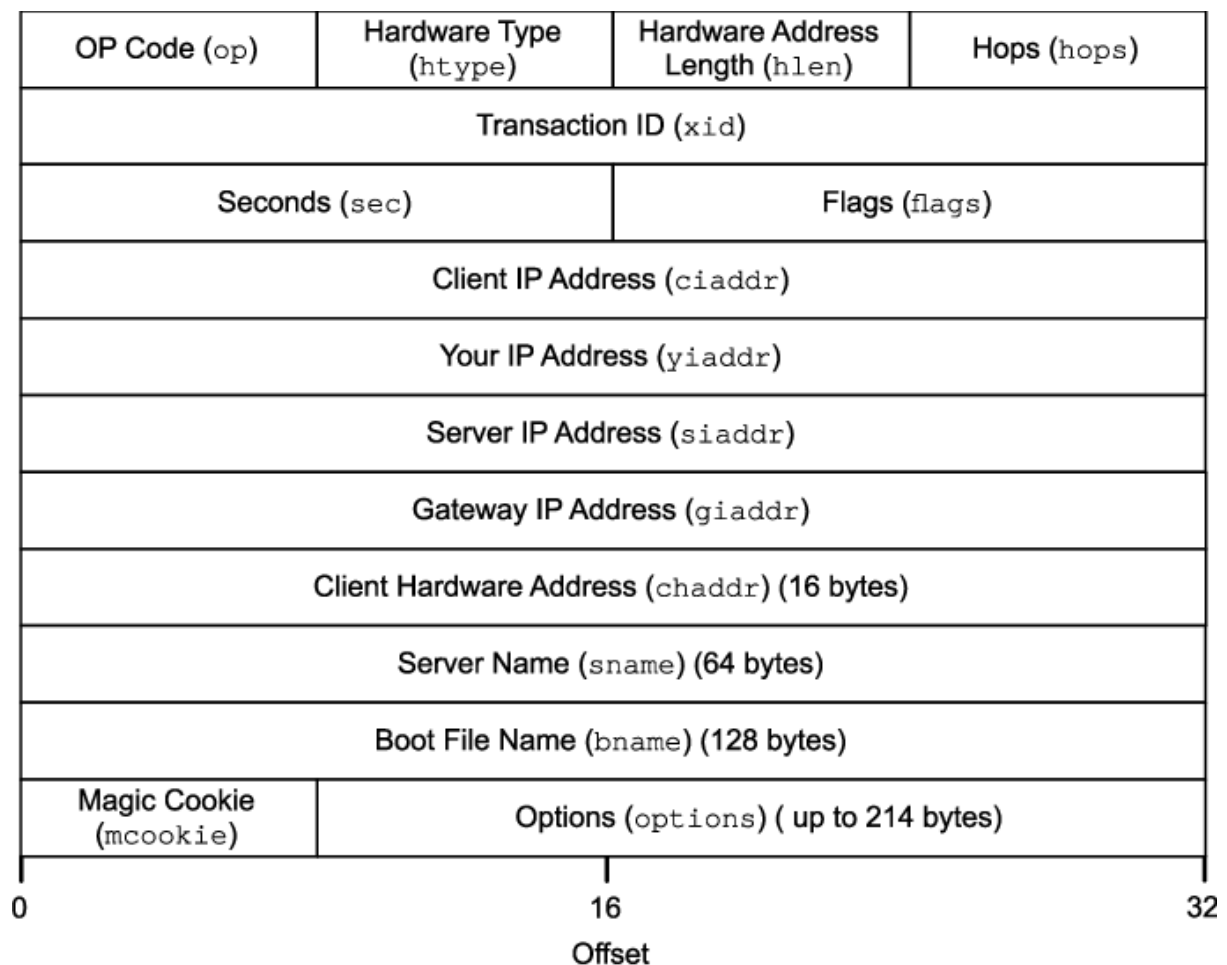 OP Code (op)
Hardware Type
(htype)
Hardware Address
Length (hlen)
Hops (hops)
Transaction ID (xid)
Seconds (sec)
Flags (flags)
Client IP Address (ciaddr)
Your IP Address (yiaddr)
Server IP Address (siaddr)
Gateway IP Address (giaddr)
Client Hardware Address (chaddr) (16 bytes)
Server Name (sname) (64 bytes)
Boot File Name (bname) (128 bytes)
Magic Cookie
(mcookie)
Options (options) ( up to 214 bytes)
0
16
32
Offset